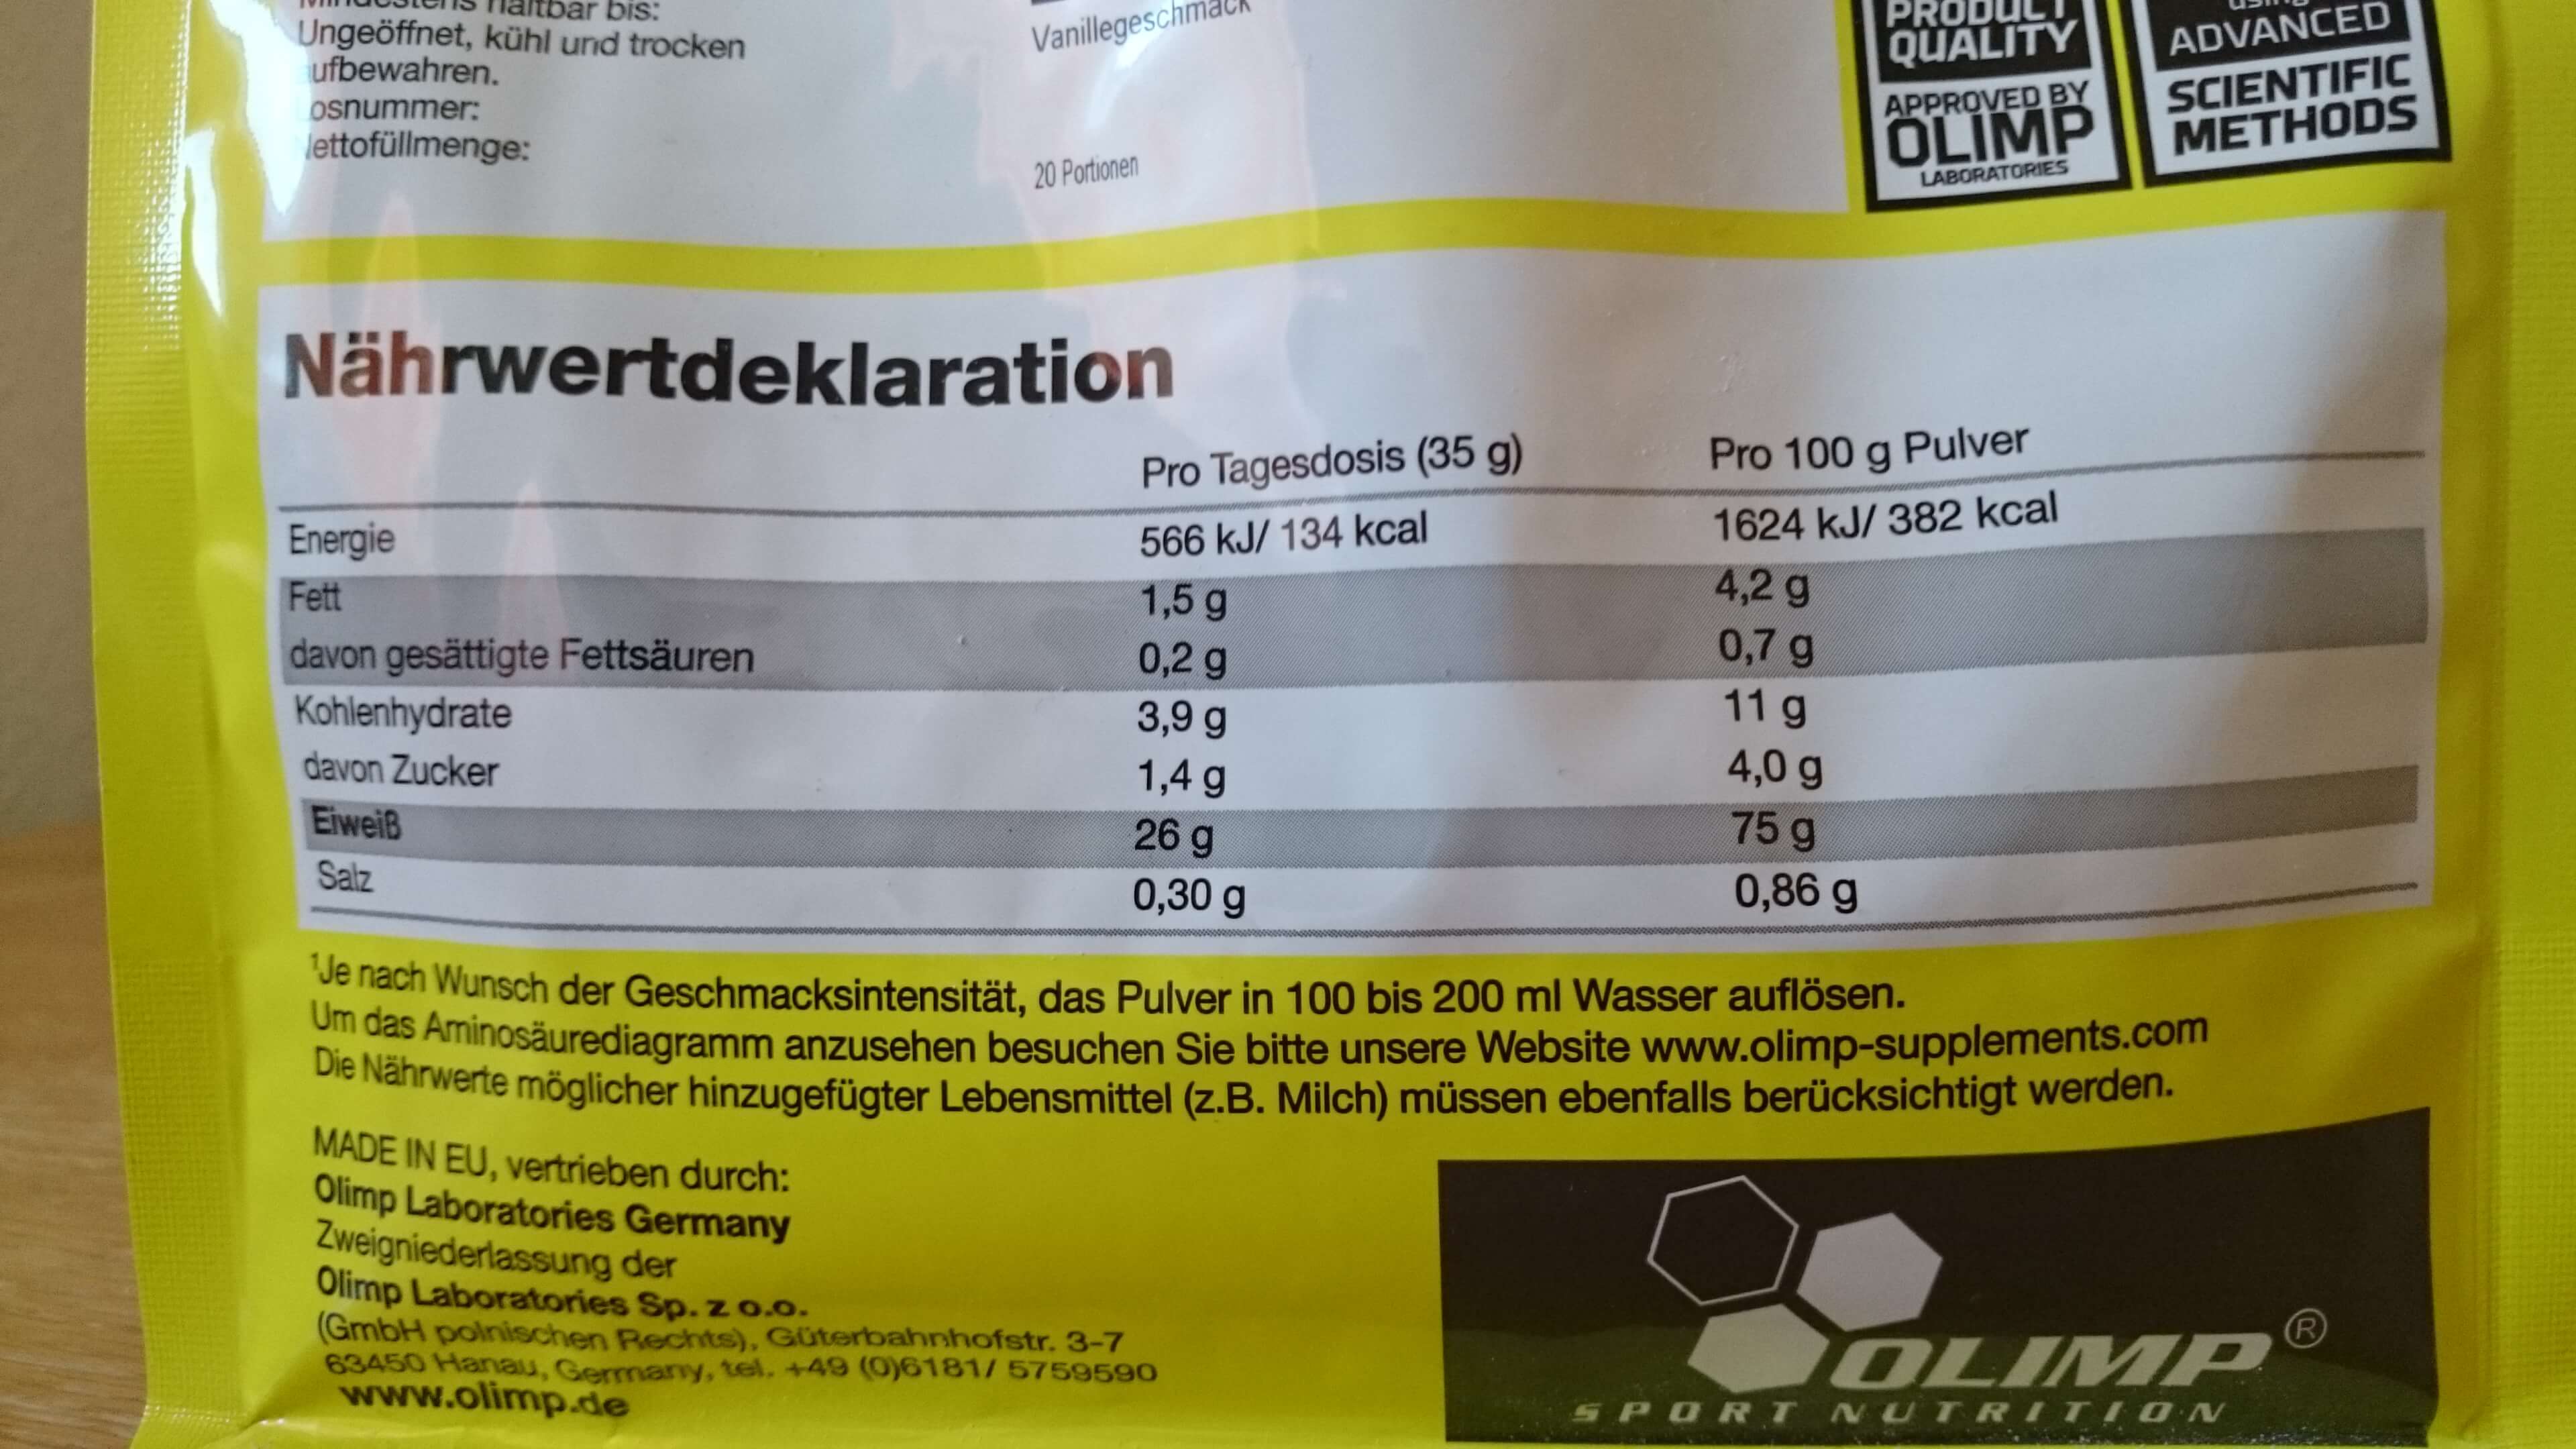 haltbar bis:
Ungeöffnet, kühl und trocken
ufbewahren.
osnummer:
ettofüllmenge:
Vanillegeschmack
20 Portionen
PRODUCT
QUALITY
APPROVED BY
OLIMP
LABORATORIES
using
ADVANCED
SCIENTIFIC
METHODS
Nährwertdeklaration
Pro Tagesdosis (35 g) Pro 100 g Pulver
Energie 566 kJ/ 134 kcal 1624 kJ/ 382 kcal
Fett 1,5 g 4,2 g
davon gesättigte Fettsäuren 0,2 g 0,7 g
Kohlenhydrate 3,9 g 11 g
davon Zucker 1,4 g 4,0 g
Eiweiß 26 g 75 g
Salz 0,30 g 0,86 g
¹Je nach Wunsch der Geschmacksintensität, das Pulver in 100 bis 200 ml Wasser auflösen.
Um das Aminosäurediagramm anzusehen besuchen Sie bitte unsere Website www.olimp-supplements.com
Die Nährwerte möglicher hinzugefügter Lebensmittel (z.B. Milch) müssen ebenfalls berücksichtigt werden.
MADE IN EU, vertrieben durch:
Olimp Laboratories Germany
Zweigniederlassung der
Olimp Laboratories Sp. z o.o.
(GmbH polnischen Rechts), Güterbahnhofstr. 3-7
63450 Hanau, Germany, tel. +49 (0)6181/ 5759590
www.olimp.de
OLIMP®
SPORT NUTRITION